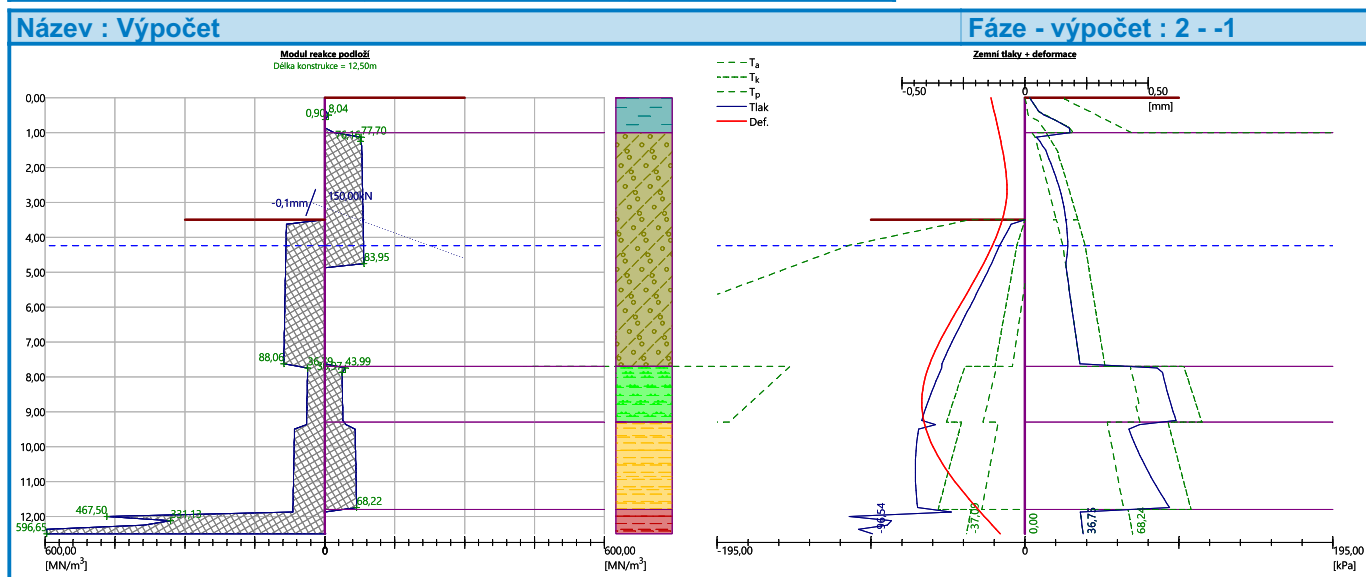 Název : Výpočet
Fáze - výpočet : 2 - -1
Modul reakce podloží
Délka konstrukce = 12,50m
Zemní tlaky + deformace
Ta
Tk
Tp
Tlak
Def.
-0,50
0
0,50
[mm]
0,00
1,00
2,00
3,00
4,00
5,00
6,00
7,00
8,00
9,00
10,00
11,00
12,00
0,90
8,04
77,70
150,00kN
-0,1mm
83,95
88,06
43,99
68,22
467,50
331,13
596,65
600,00
0
600,00
[MN/m³]
[MN/m³]
-96,54
-37,09
0,00
36,75
68,24
-195,00
0
195,00
[kPa]